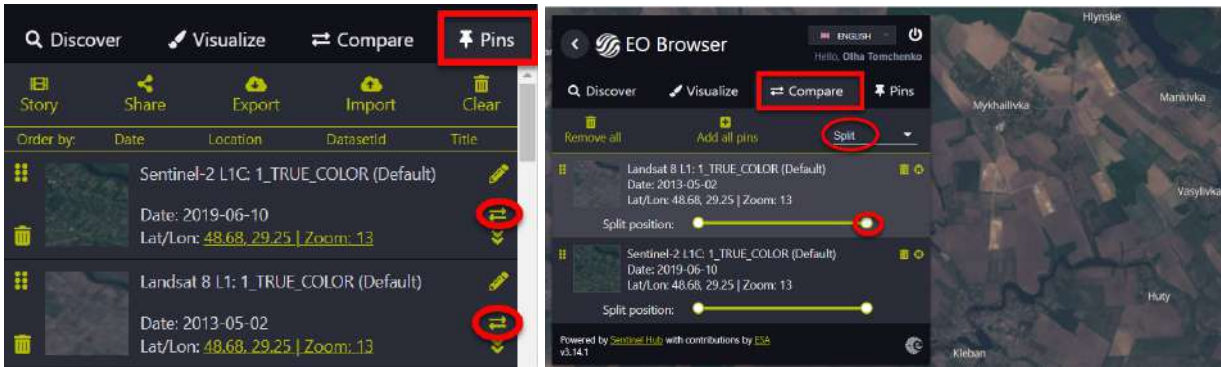 Discover Visualize Compare Pins
Story Share Export Import Clear
Order by: Date Location DatasetId Title
Sentinel-2 L1C: 1_TRUE_COLOR (Default)
Date: 2019-06-10
Lat/Lon: 48.68, 29.25 | Zoom: 13
Landsat 8 L1: 1_TRUE_COLOR (Default)
Date: 2013-05-02
Lat/Lon: 48.68, 29.25 | Zoom: 13
EO Browser
ENGLISH
Hello, Olha Tomchenko
Discover Visualize Compare Pins
Remove all Add all pins Split
Landsat 8 L1: 1_TRUE_COLOR (Default)
Date: 2013-05-02
Lat/Lon: 48.68, 29.25 | Zoom: 13
Split position:
Sentinel-2 L1C: 1_TRUE_COLOR (Default)
Date: 2019-06-10
Lat/Lon: 48.68, 29.25 | Zoom: 13
Split position:
Powered by Sentinel Hub with contributions by ESA
v3.14.1
Hlynske
Mykhailivka
Mankivka
Vasylivka
Huty
Kleban